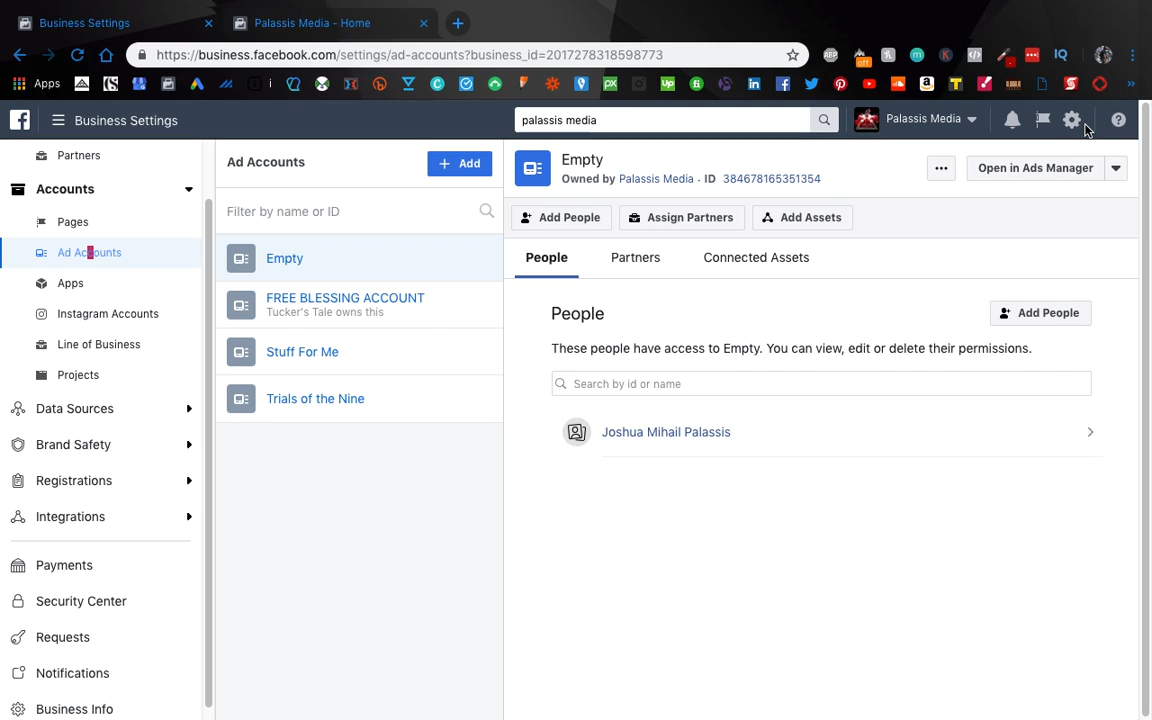 Business Settings
Palassis Media - Home
https://business.facebook.com/settings/ad-accounts?business_id=2017278318598773
ABP
off
IQ
Apps
Business Settings
palassis media
Palassis Media
Partners
Accounts
Pages
Ad Accounts
Apps
Instagram Accounts
Line of Business
Projects
Data Sources
Brand Safety
Registrations
Integrations
Payments
Security Center
Requests
Notifications
Business Info
Ad Accounts
+ Add
Filter by name or ID
Empty
FREE BLESSING ACCOUNT
Tucker's Tale owns this
Stuff For Me
Trials of the Nine
Empty
Owned by Palassis Media - ID 384678165351354
Open in Ads Manager
Add People
Assign Partners
Add Assets
People
Partners
Connected Assets
People
Add People
These people have access to Empty. You can view, edit or delete their permissions.
Search by id or name
Joshua Mihail Palassis